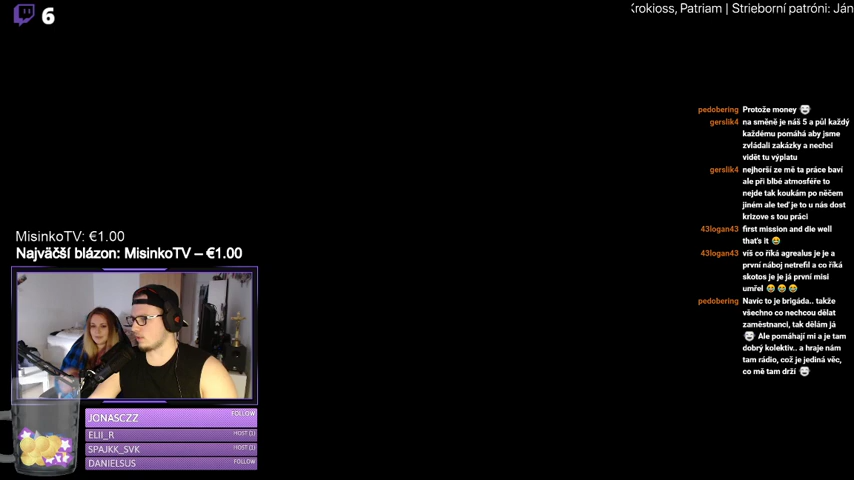 6
Krokioss, Patriam | Strieborní patróni: Ján
pedobering Protože money
gerslik4 na směně je náš 5 a půl každý
každému pomáhá aby jsme
zvládali zakázky a nechci
vidět tu výplatu
gerslik4 nejhorší ze mě ta práce baví
ale při blbé atmosféře to
nejde tak koukám po něčem
jiném ale teď je to u nás dost
krizove s tou práci
43logan43 first mission and die well
that's it
43logan43 víš co říká agrealus je je a
první náboj netrefil a co říká
skotos je je já první misi
umřel
pedobering Navíc to je brigáda.. takže
všechno co nechcou dělat
zaměstnanci, tak dělám já
Ale pomáhají mi a je tam
dobrý kolektiv.. a hraje nám
tam rádio, což je jediná věc,
co mě tam drží
MisinkoTV: €1.00
Najväčší blázon: MisinkoTV – €1.00
JONASCZZ FOLLOW
ELII_R HOST (1)
SPAJKK_SVK HOST (1)
DANIELSUS FOLLOW